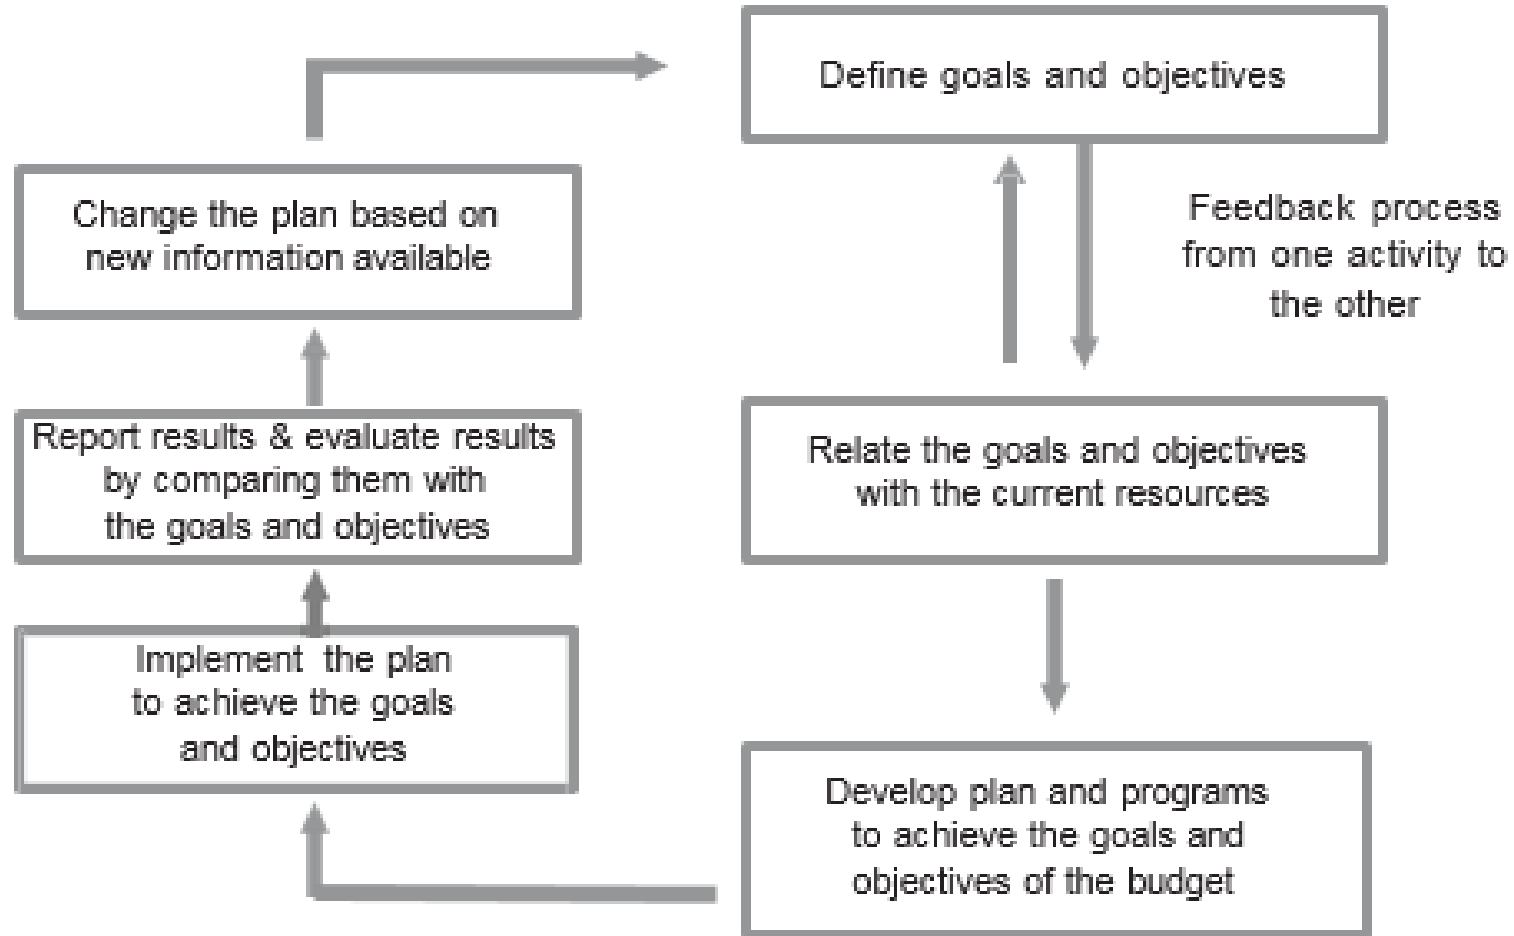 Define goals and objectives
Feedback process
from one activity to
the other
Relate the goals and objectives
with the current resources
Develop plan and programs
to achieve the goals and
objectives of the budget
Implement the plan
to achieve the goals
and objectives
Report results & evaluate results
by comparing them with
the goals and objectives
Change the plan based on
new information available